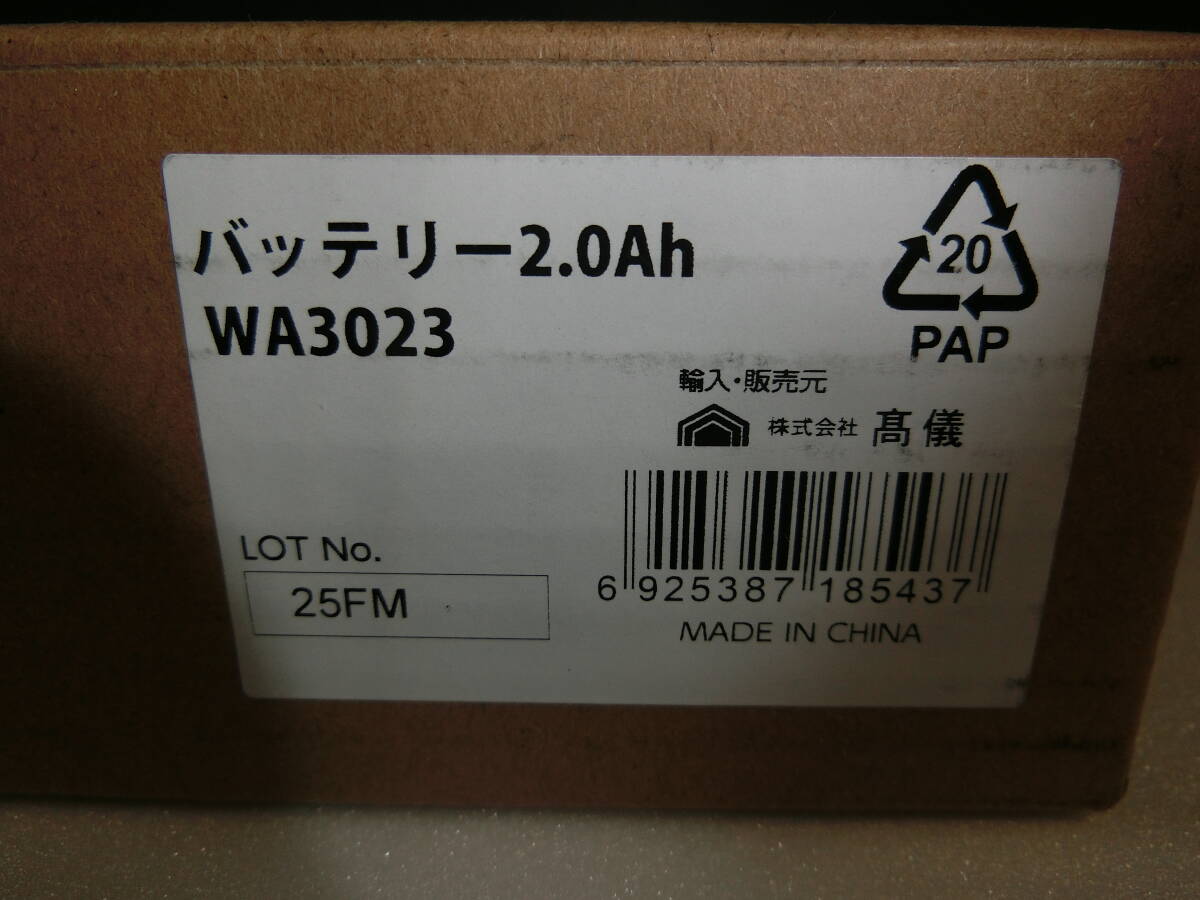 バッテリー2.0Ah
WA3023
20
PAP
輸入・販売元
株式会社 髙儀
LOT No.
25FM
6 925387 185437
MADE IN CHINA